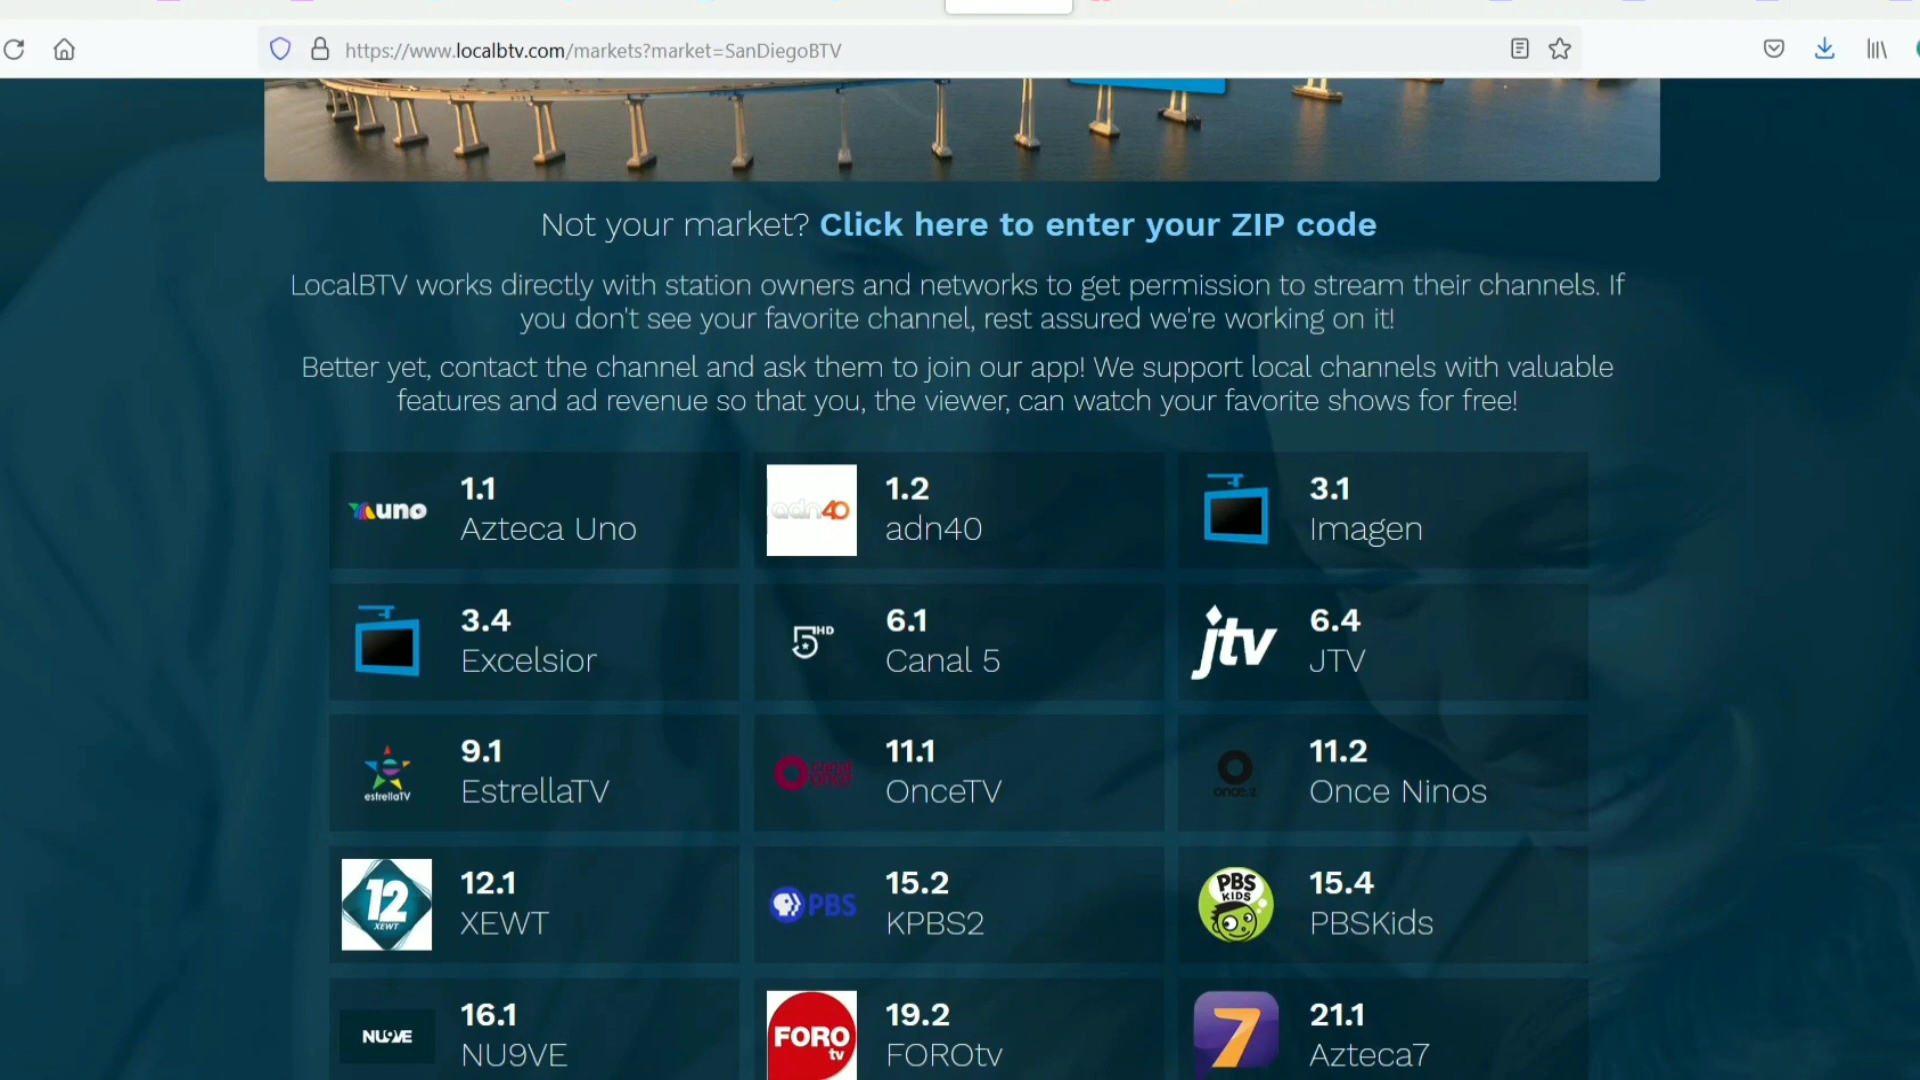 https://www.localbtv.com/markets?market=SanDiegoBTV
Not your market? Click here to enter your ZIP code
LocalBTV works directly with station owners and networks to get permission to stream their channels. If
you don't see your favorite channel, rest assured we're working on it!
Better yet, contact the channel and ask them to join our app! We support local channels with valuable
features and ad revenue so that you, the viewer, can watch your favorite shows for free!
uno
1.1
Azteca Uno
adn40
1.2
adn40
3.1
Imagen
3.4
Excelsior
5HD
6.1
Canal 5
jtv
6.4
JTV
estrellaTV
9.1
EstrellaTV
canal once
11.1
OnceTV
once.2
11.2
Once Ninos
12
XEWT
12.1
XEWT
PBS
15.2
KPBS2
PBS
KIDS
15.4
PBSKids
NU9VE
16.1
NU9VE
FORO
tv
19.2
FOROtv
7
21.1
Azteca7